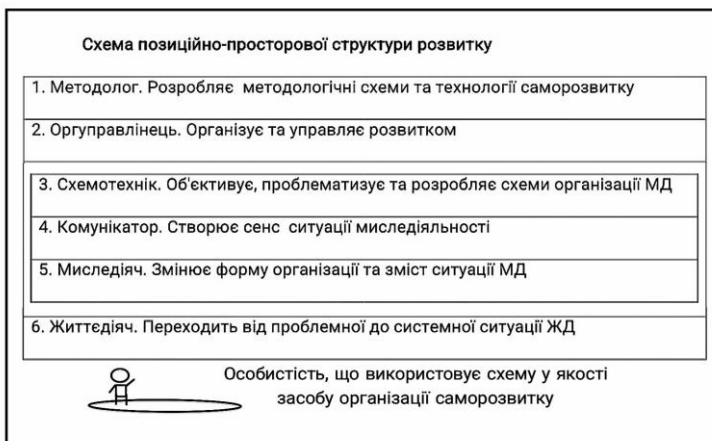 Схема позиційно-просторової структури розвитку
1. Методолог. Розробляє методологічні схеми та технології саморозвитку
2. Оргуправлінець. Організує та управляє розвитком
3. Схемотехнік. Об'єктивує, проблематизує та розробляє схеми організації МД
4. Комунікатор. Створює сенс ситуації миследіяльності
5. Миследіяч. Змінює форму організації та зміст ситуації МД
6. Життєдіяч. Переходить від проблемної до системної ситуації ЖД
Особистість, що використовує схему у якості
засобу організації саморозвитку